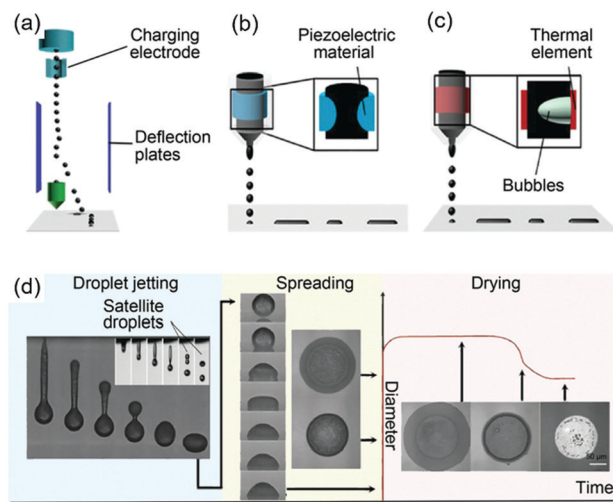 (a)
Charging
electrode
Deflection
plates
(b)
Piezoelectric
material
(c)
Thermal
element
Bubbles
(d)
Droplet jetting
Satellite
droplets
Spreading
Drying
Diameter
50 μm
Time